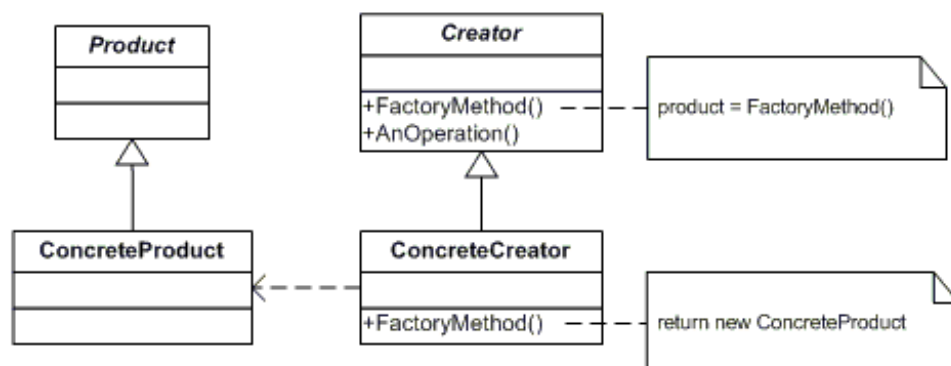 Product
Creator
+FactoryMethod()
+AnOperation()
product = FactoryMethod()
ConcreteProduct
ConcreteCreator
+FactoryMethod()
return new ConcreteProduct